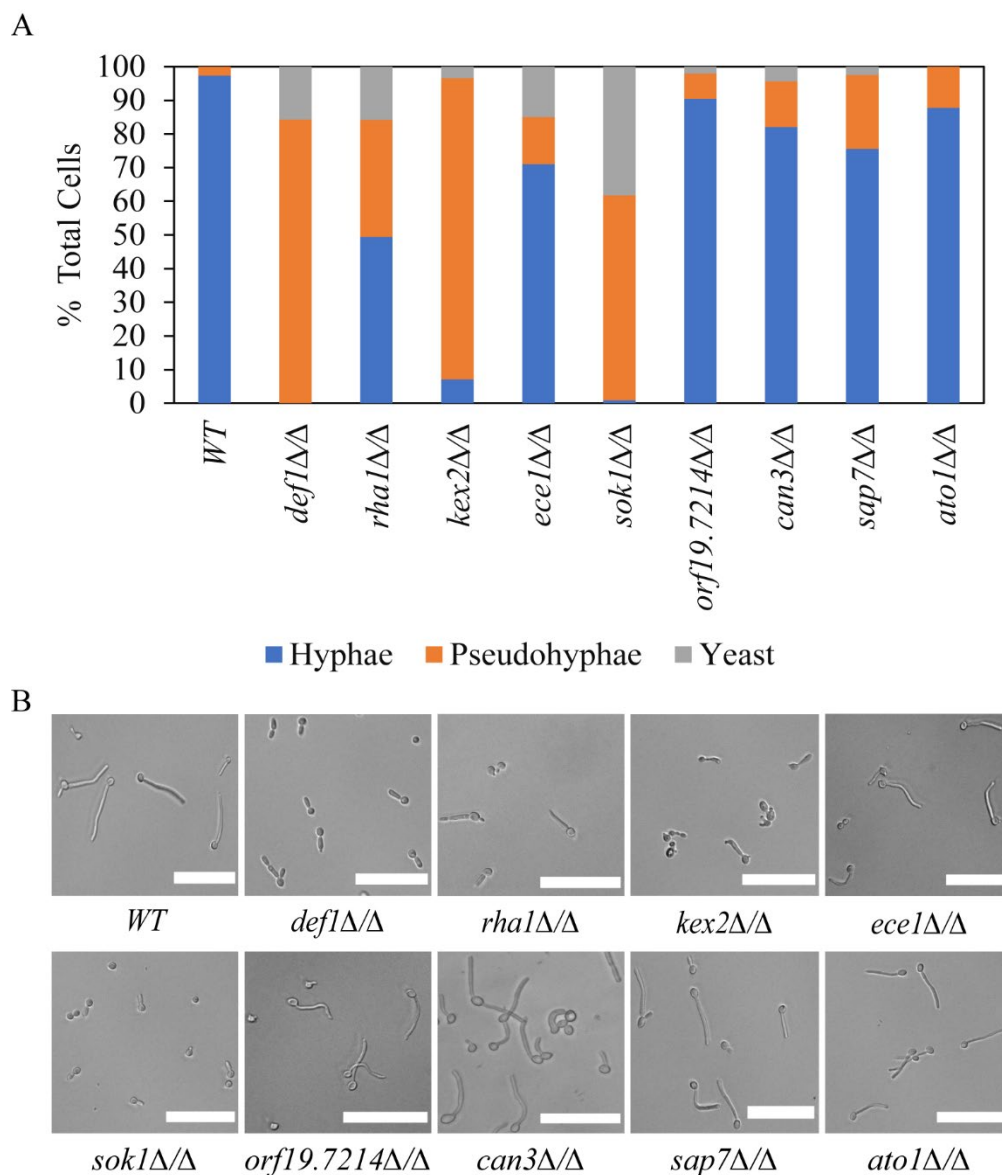 A
100
90
80
70
60
50
40
30
20
10
0
% Total Cells
WT
def1Δ/Δ
rha1Δ/Δ
kex2Δ/Δ
ece1Δ/Δ
sok1Δ/Δ
orf19.7214Δ/Δ
can3Δ/Δ
sap7Δ/Δ
ato1Δ/Δ
Hyphae Pseudohyphae Yeast
B
WT def1Δ/Δ rha1Δ/Δ kex2Δ/Δ ece1Δ/Δ
sok1Δ/Δ orf19.7214Δ/Δ can3Δ/Δ sap7Δ/Δ ato1Δ/Δ